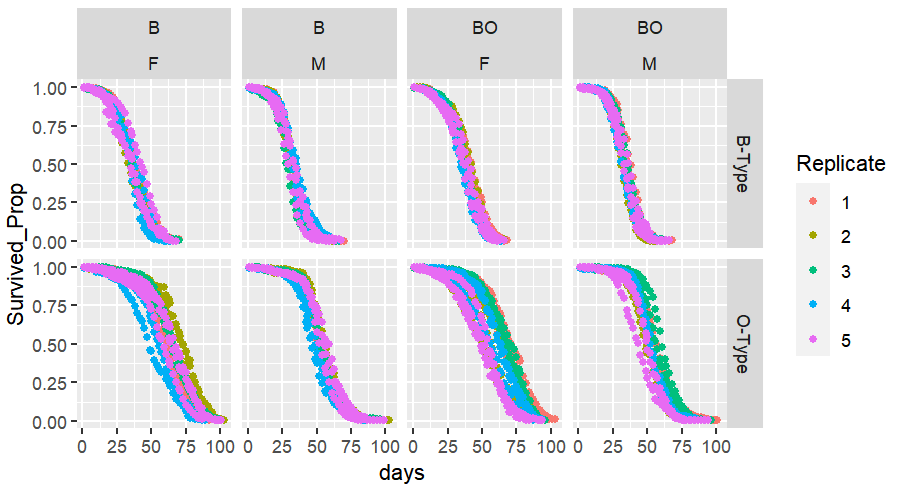 B B BO BO
F M F M
1.00
0.75
0.50
0.25
0.00
B-Type
1.00
0.75
0.50
0.25
0.00
O-Type
Survived_Prop
0 25 50 75 100 0 25 50 75 100 0 25 50 75 100 0 25 50 75 100
days
Replicate
1
2
3
4
5